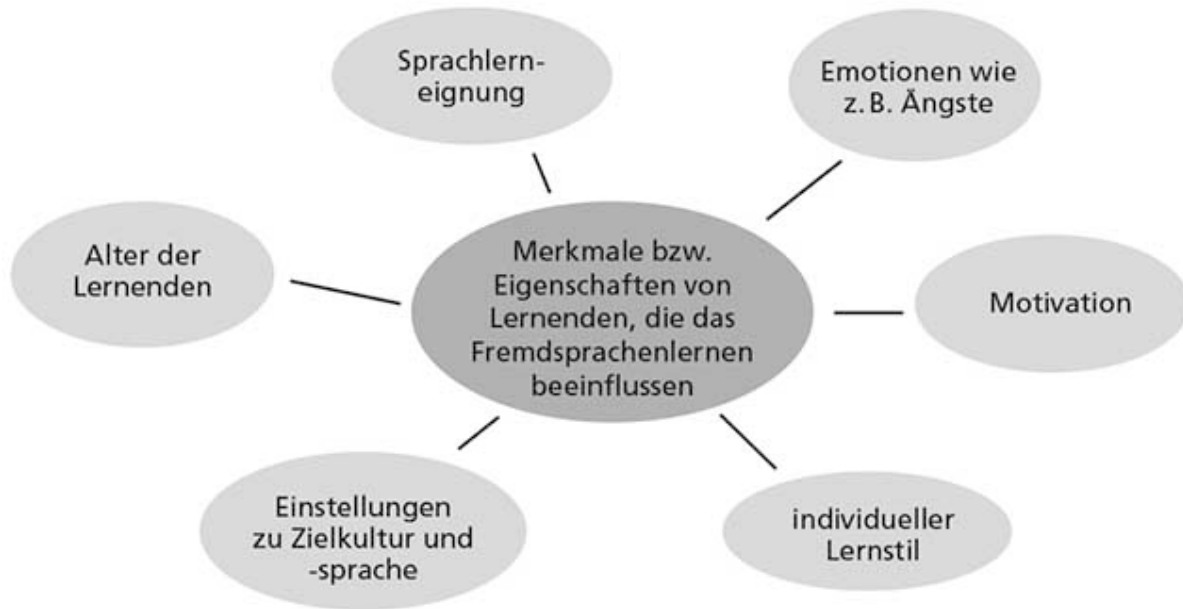 Sprachlern-
eignung
Emotionen wie
z. B. Ängste
Alter der
Lernenden
Merkmale bzw.
Eigenschaften von
Lernenden, die das
Fremdsprachenlernen
beeinflussen
Motivation
Einstellungen
zu Zielkultur und
-sprache
individueller
Lernstil